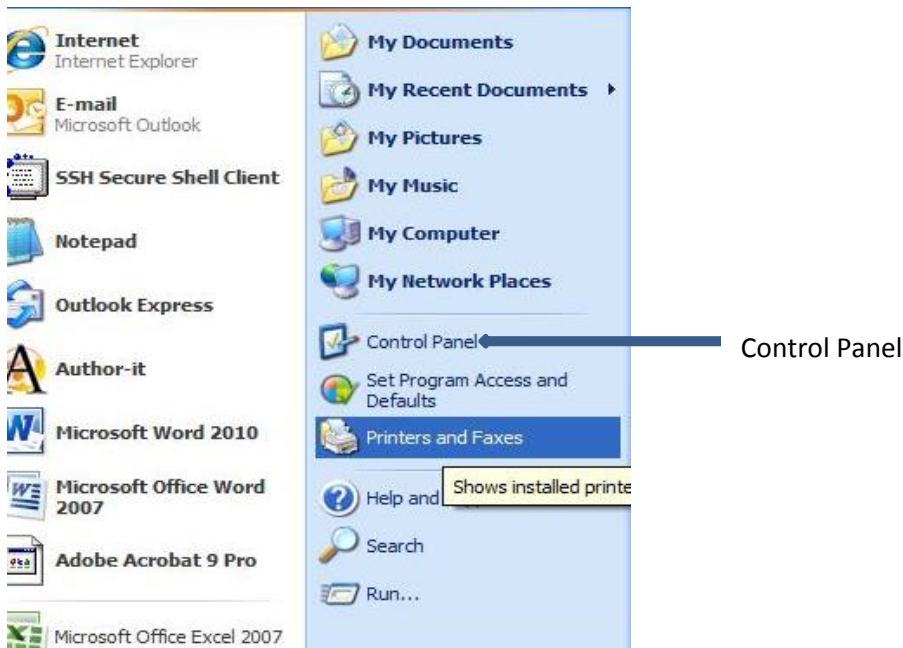 Internet
Internet Explorer
E-mail
Microsoft Outlook
SSH Secure Shell Client
Notepad
Outlook Express
Author-it
Microsoft Word 2010
Microsoft Office Word
2007
Adobe Acrobat 9 Pro
Microsoft Office Excel 2007
My Documents
My Recent Documents
My Pictures
My Music
My Computer
My Network Places
Control Panel
Set Program Access and
Defaults
Printers and Faxes
Shows installed printe
Help and
Search
Run...
Control Panel